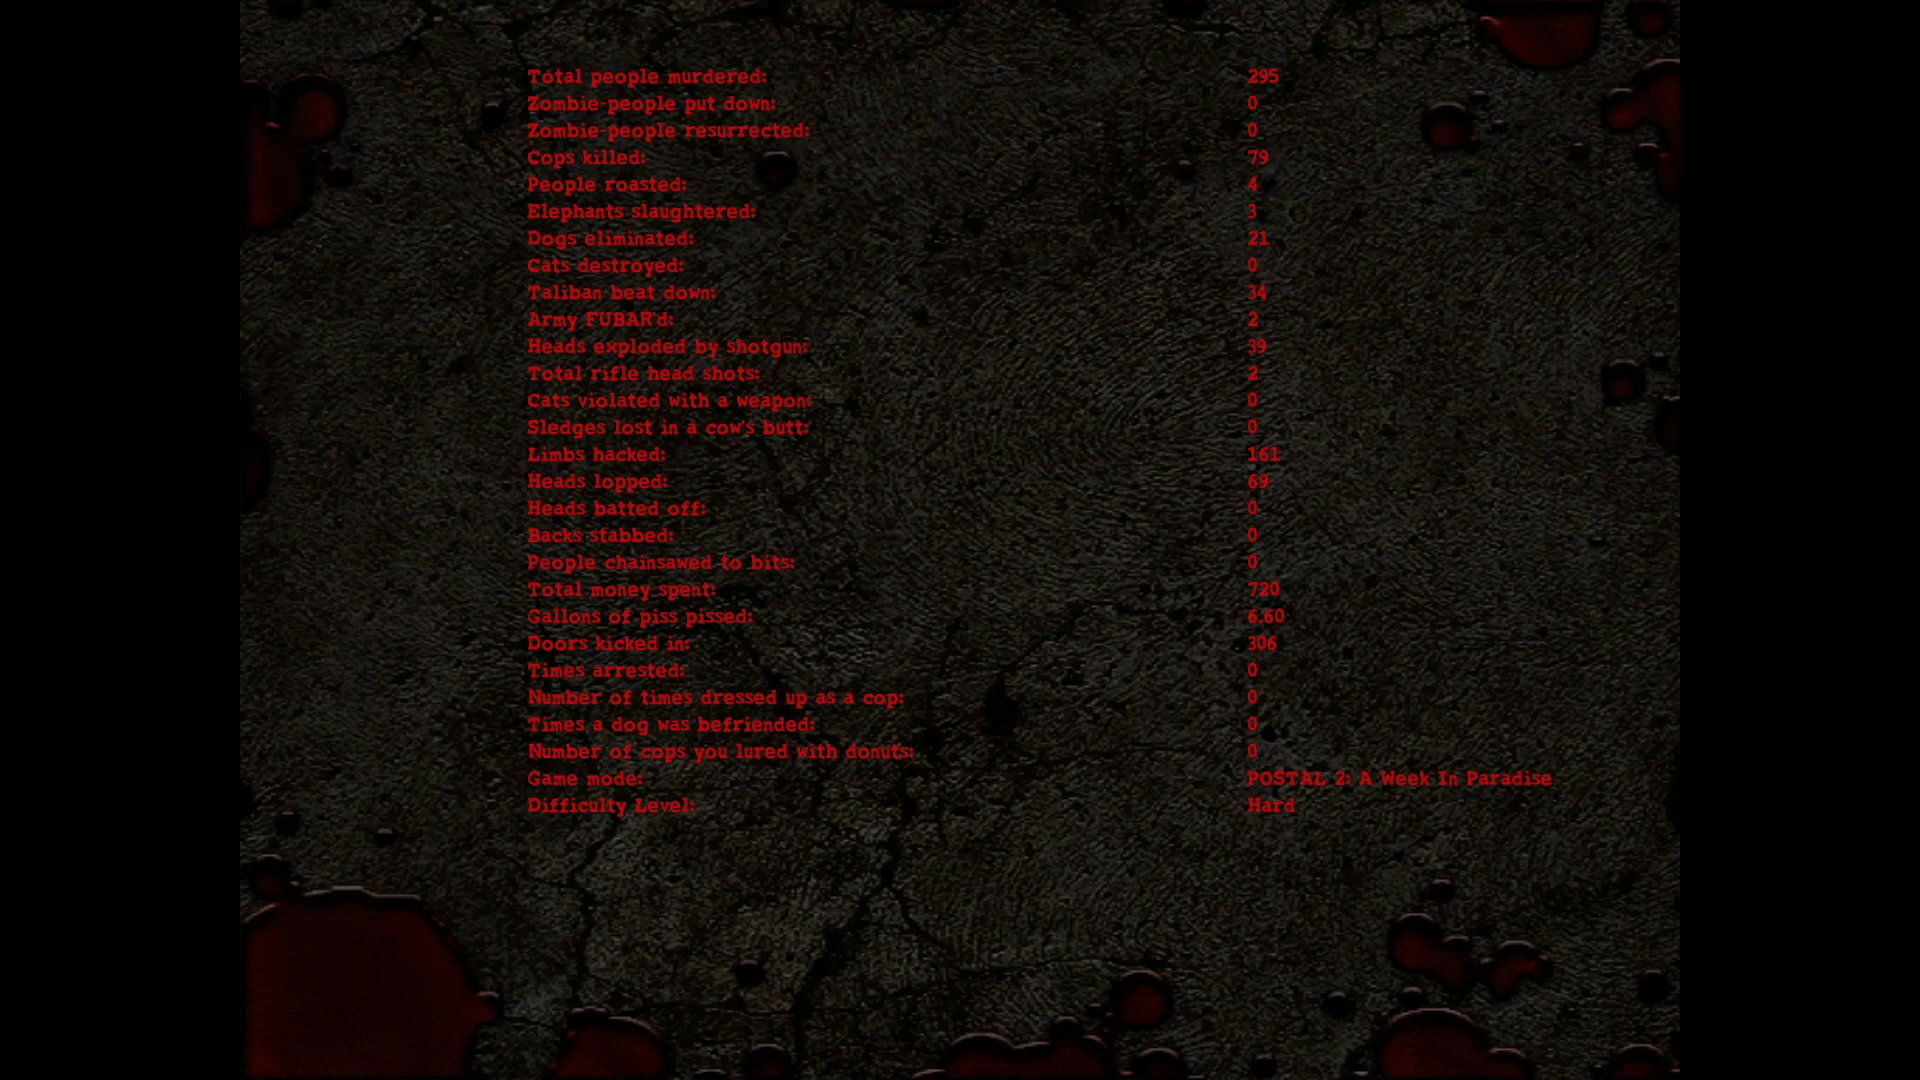 Total people murdered: 295
Zombie-people put down: 0
Zombie-people resurrected: 0
Cops killed: 79
People roasted: 4
Elephants slaughtered: 3
Dogs eliminated: 21
Cats destroyed: 0
Taliban beat down: 34
Army FUBAR'd: 2
Heads exploded by shotgun: 39
Total rifle head shots: 2
Cats violated with a weapon: 0
Sledges lost in a cow's butt: 0
Limbs hacked: 161
Heads lopped: 69
Heads batted off: 0
Backs stabbed: 0
People chainsawed to bits: 0
Total money spent: 720
Gallons of piss pissed: 6.60
Doors kicked in: 306
Times arrested: 0
Number of times dressed up as a cop: 0
Times a dog was befriended: 0
Number of cops you lured with donuts: 0
Game mode: POSTAL 2: A Week In Paradise
Difficulty Level: Hard